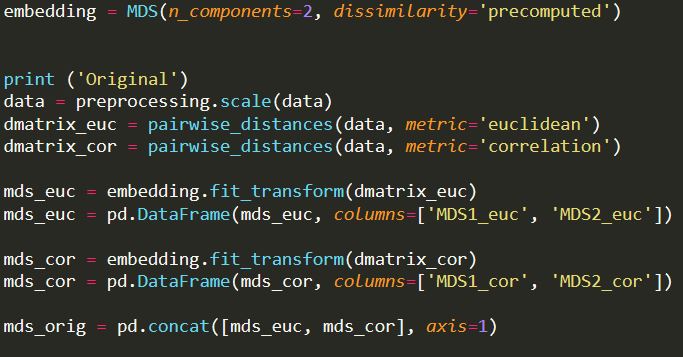 embedding = MDS(n_components=2, dissimilarity='precomputed')
print ('Original')
data = preprocessing.scale(data)
dmatrix_euc = pairwise_distances(data, metric='euclidean')
dmatrix_cor = pairwise_distances(data, metric='correlation')
mds_euc = embedding.fit_transform(dmatrix_euc)
mds_euc = pd.DataFrame(mds_euc, columns=['MDS1_euc', 'MDS2_euc'])
mds_cor = embedding.fit_transform(dmatrix_cor)
mds_cor = pd.DataFrame(mds_cor, columns=['MDS1_cor', 'MDS2_cor'])
mds_orig = pd.concat([mds_euc, mds_cor], axis=1)